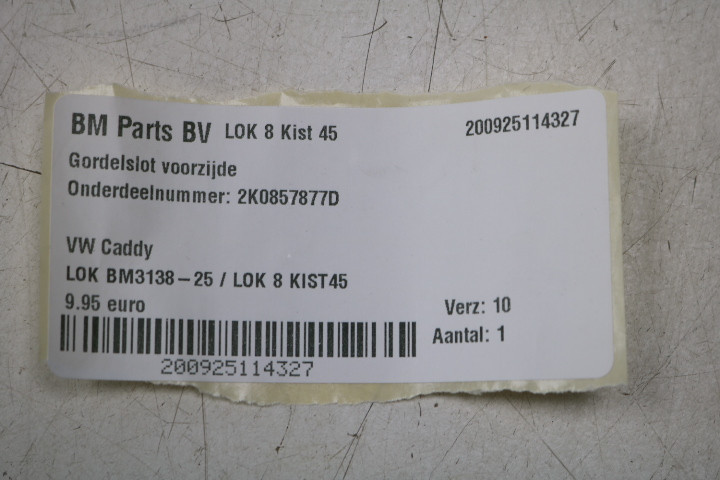 BM Parts BV LOK 8 Kist 45 200925114327
Gordelslot voorzijde
Onderdeelnummer: 2K0857877D
VW Caddy
LOK BM3138-25 / LOK 8 KIST45
9.95 euro Verz: 10
Aantal: 1
200925114327